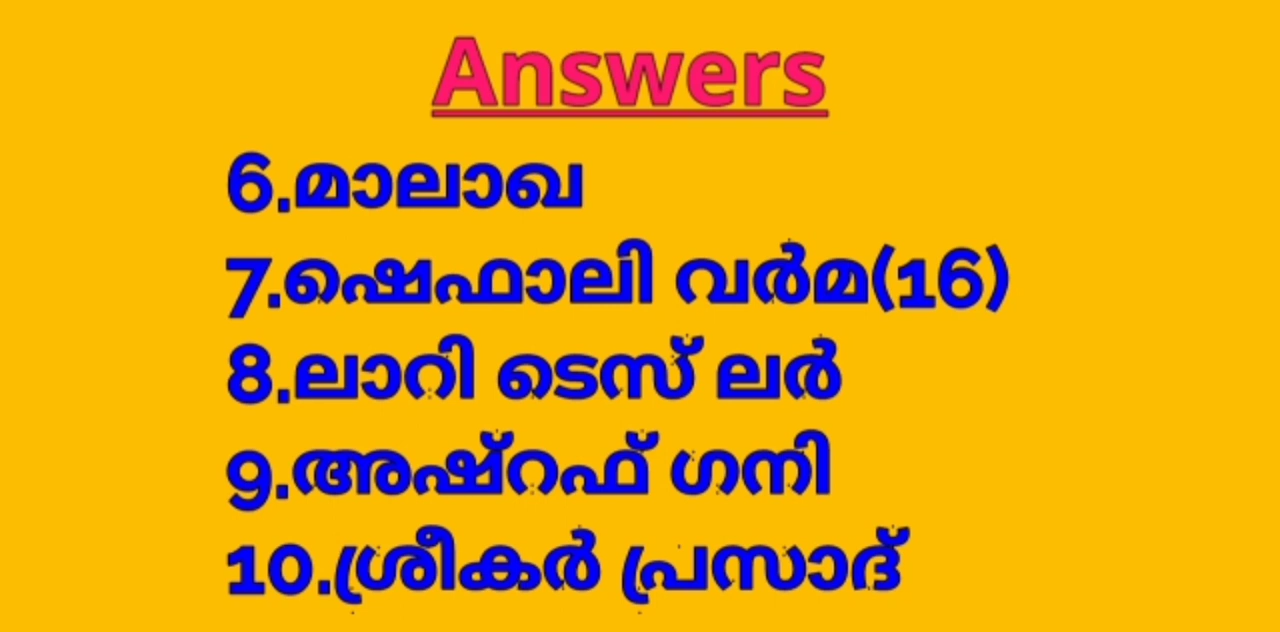 Answers
6.മാലാഖ
7.ഷെഫാലി വർമ(16)
8.ലാറി ടെസ് ലർ
9.അഷ്റഫ് ഗനി
10.ശ്രീകർ പ്രസാദ്